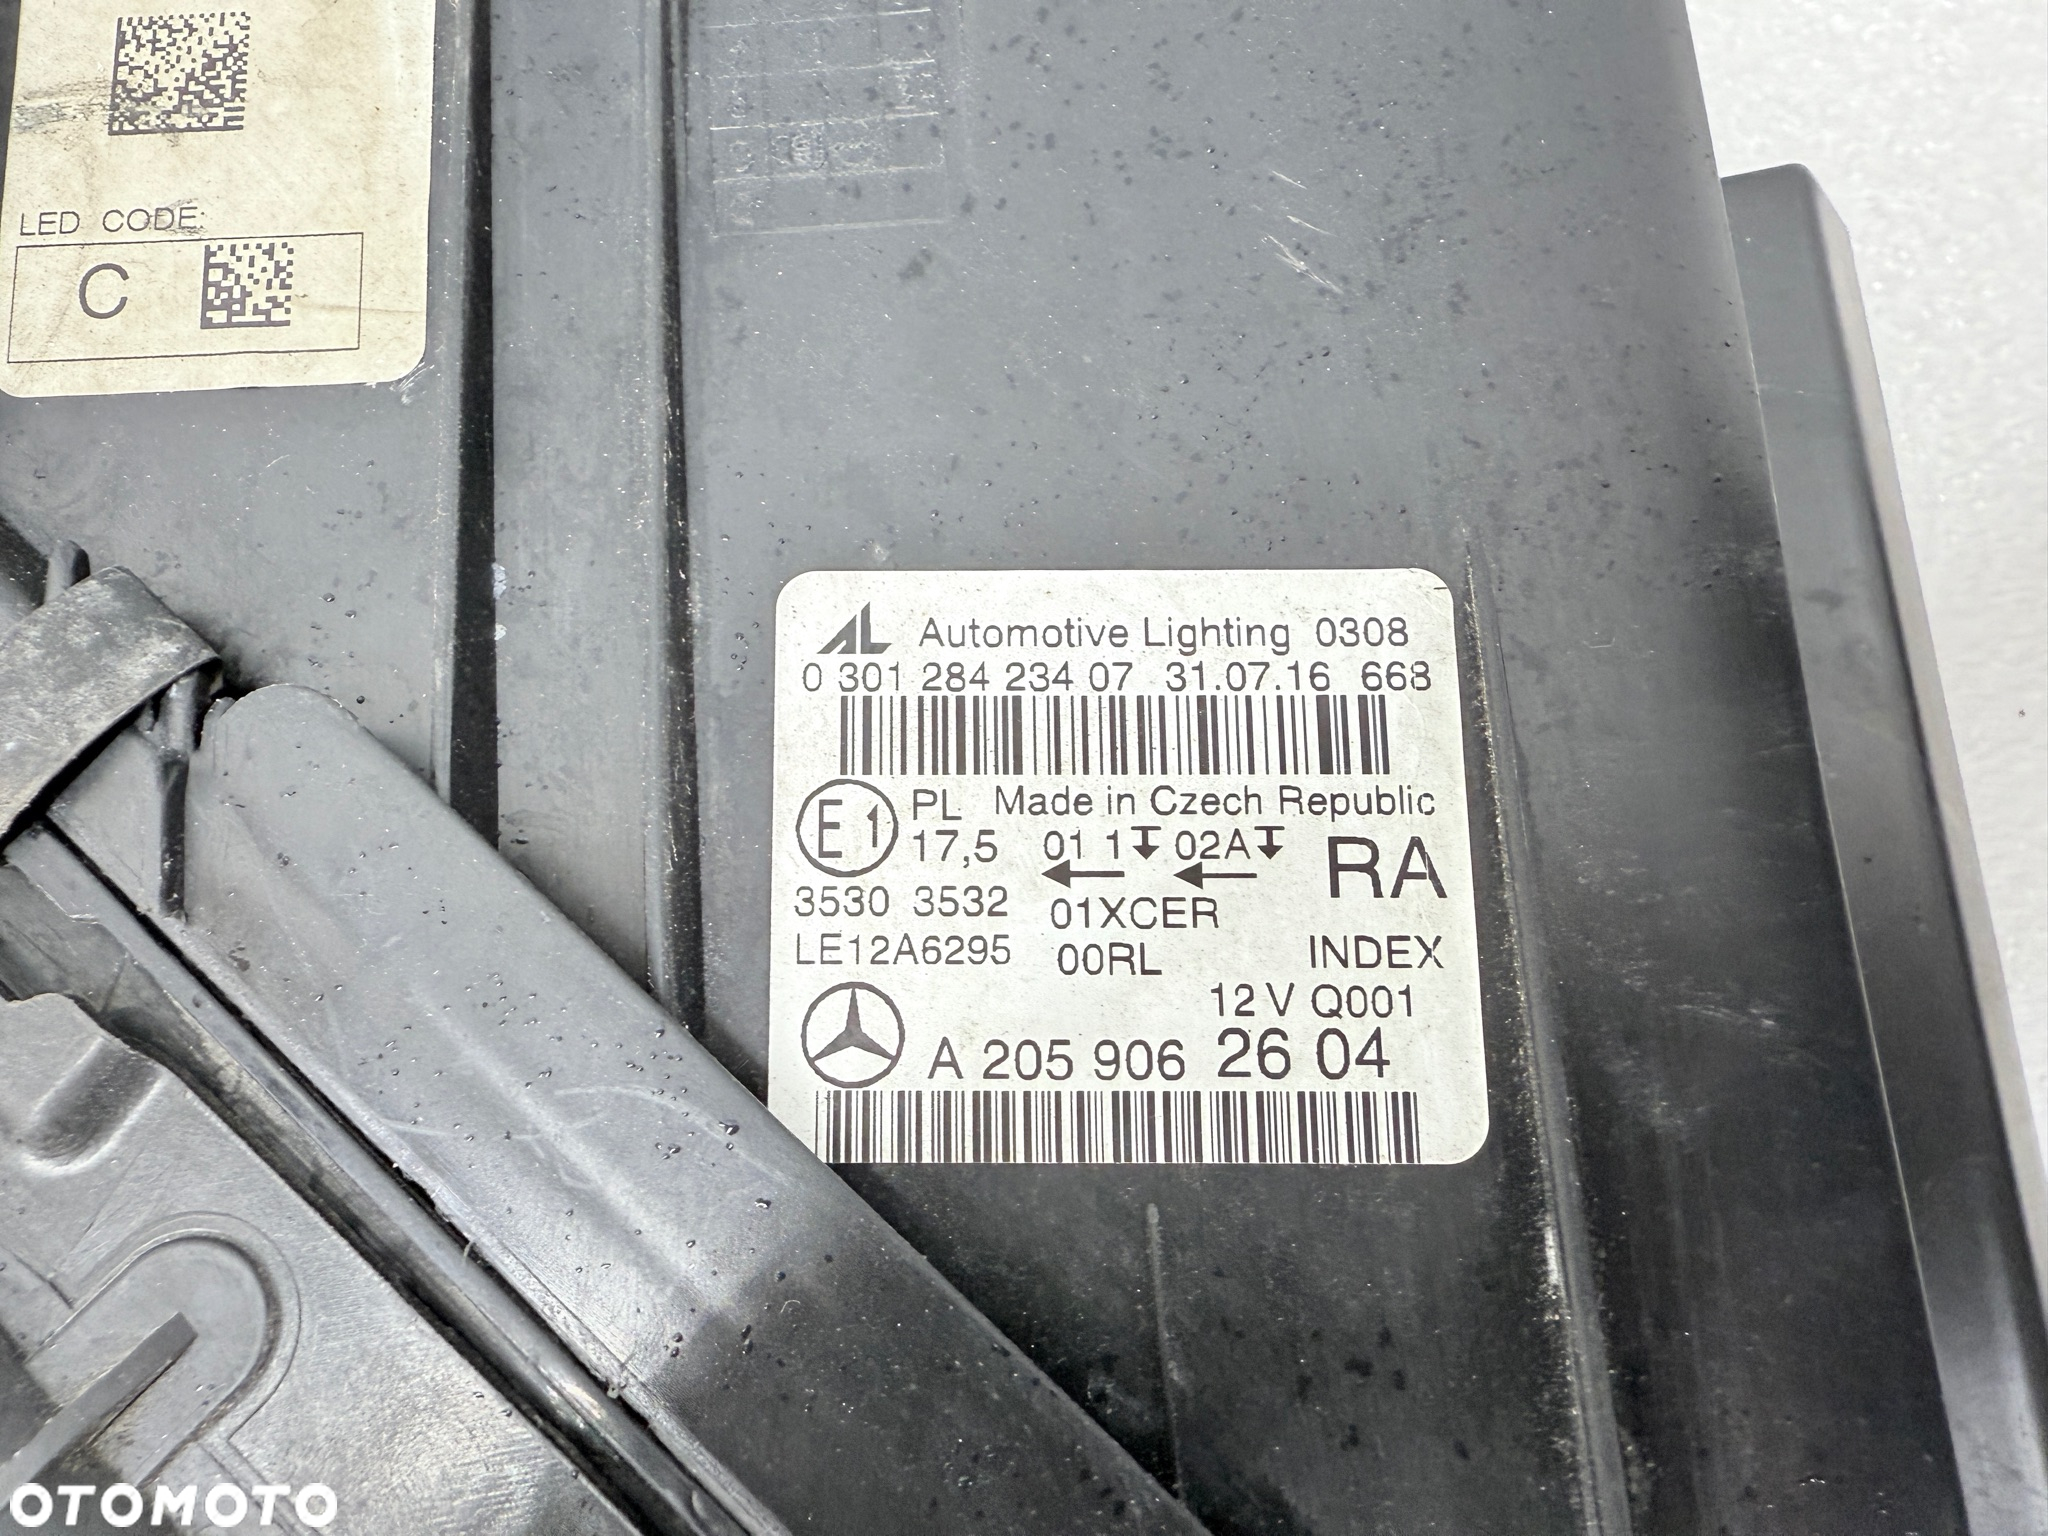 LED CODE:
C
AL Automotive Lighting 0308
0 301 284 234 07 31.07.16 668
E1 PL Made in Czech Republic
17,5 01 1 02A RA
3530 3532 01XCER
LE12A6295 00RL INDEX
12 V Q001
A 205 906 26 04
OTOMOTO